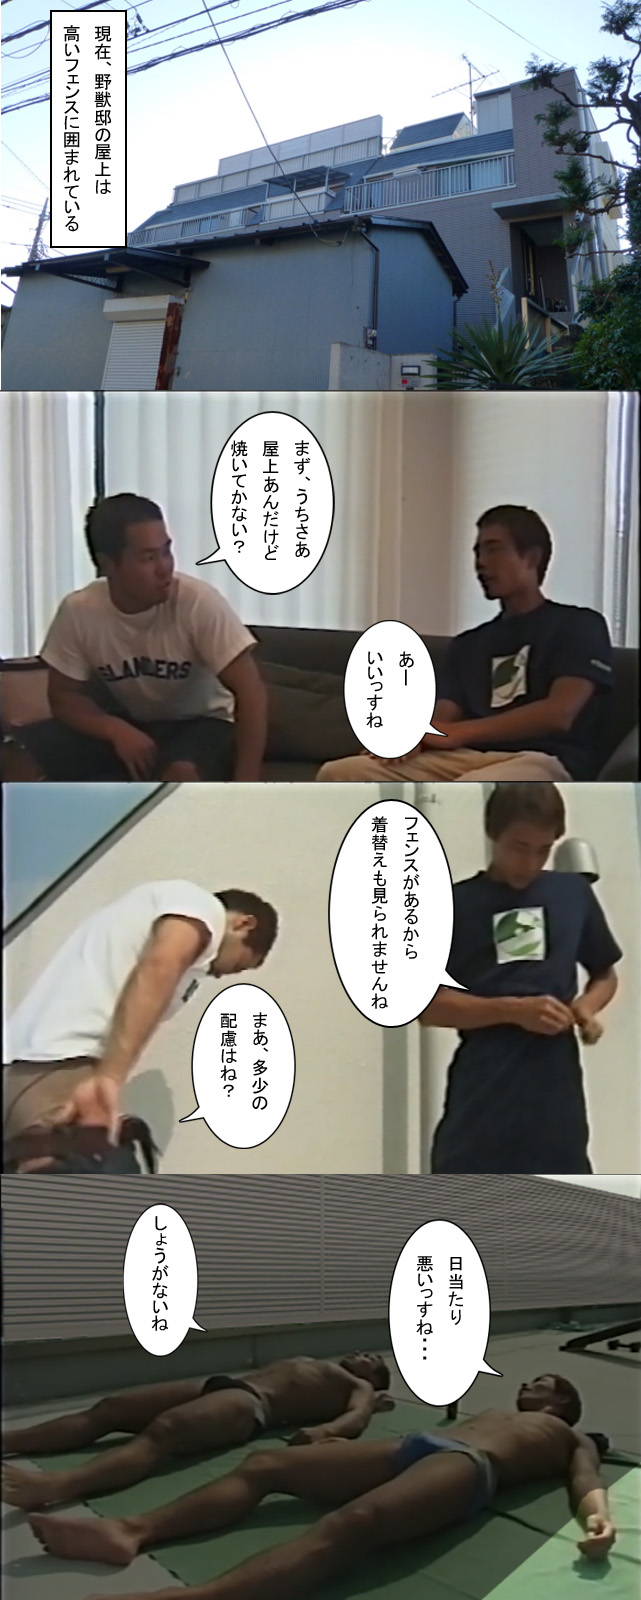 現在、野獣邸の屋上は
高いフェンスに囲まれている
まず、うちさあ
屋上あんだけど
焼いてかない？
あー
いいっすね
SLANDERS
フェンスがあるから
着替えも見られませんね
まあ、多少の
配慮はね？
しょうがないね
日当たり
悪いっすね・・・